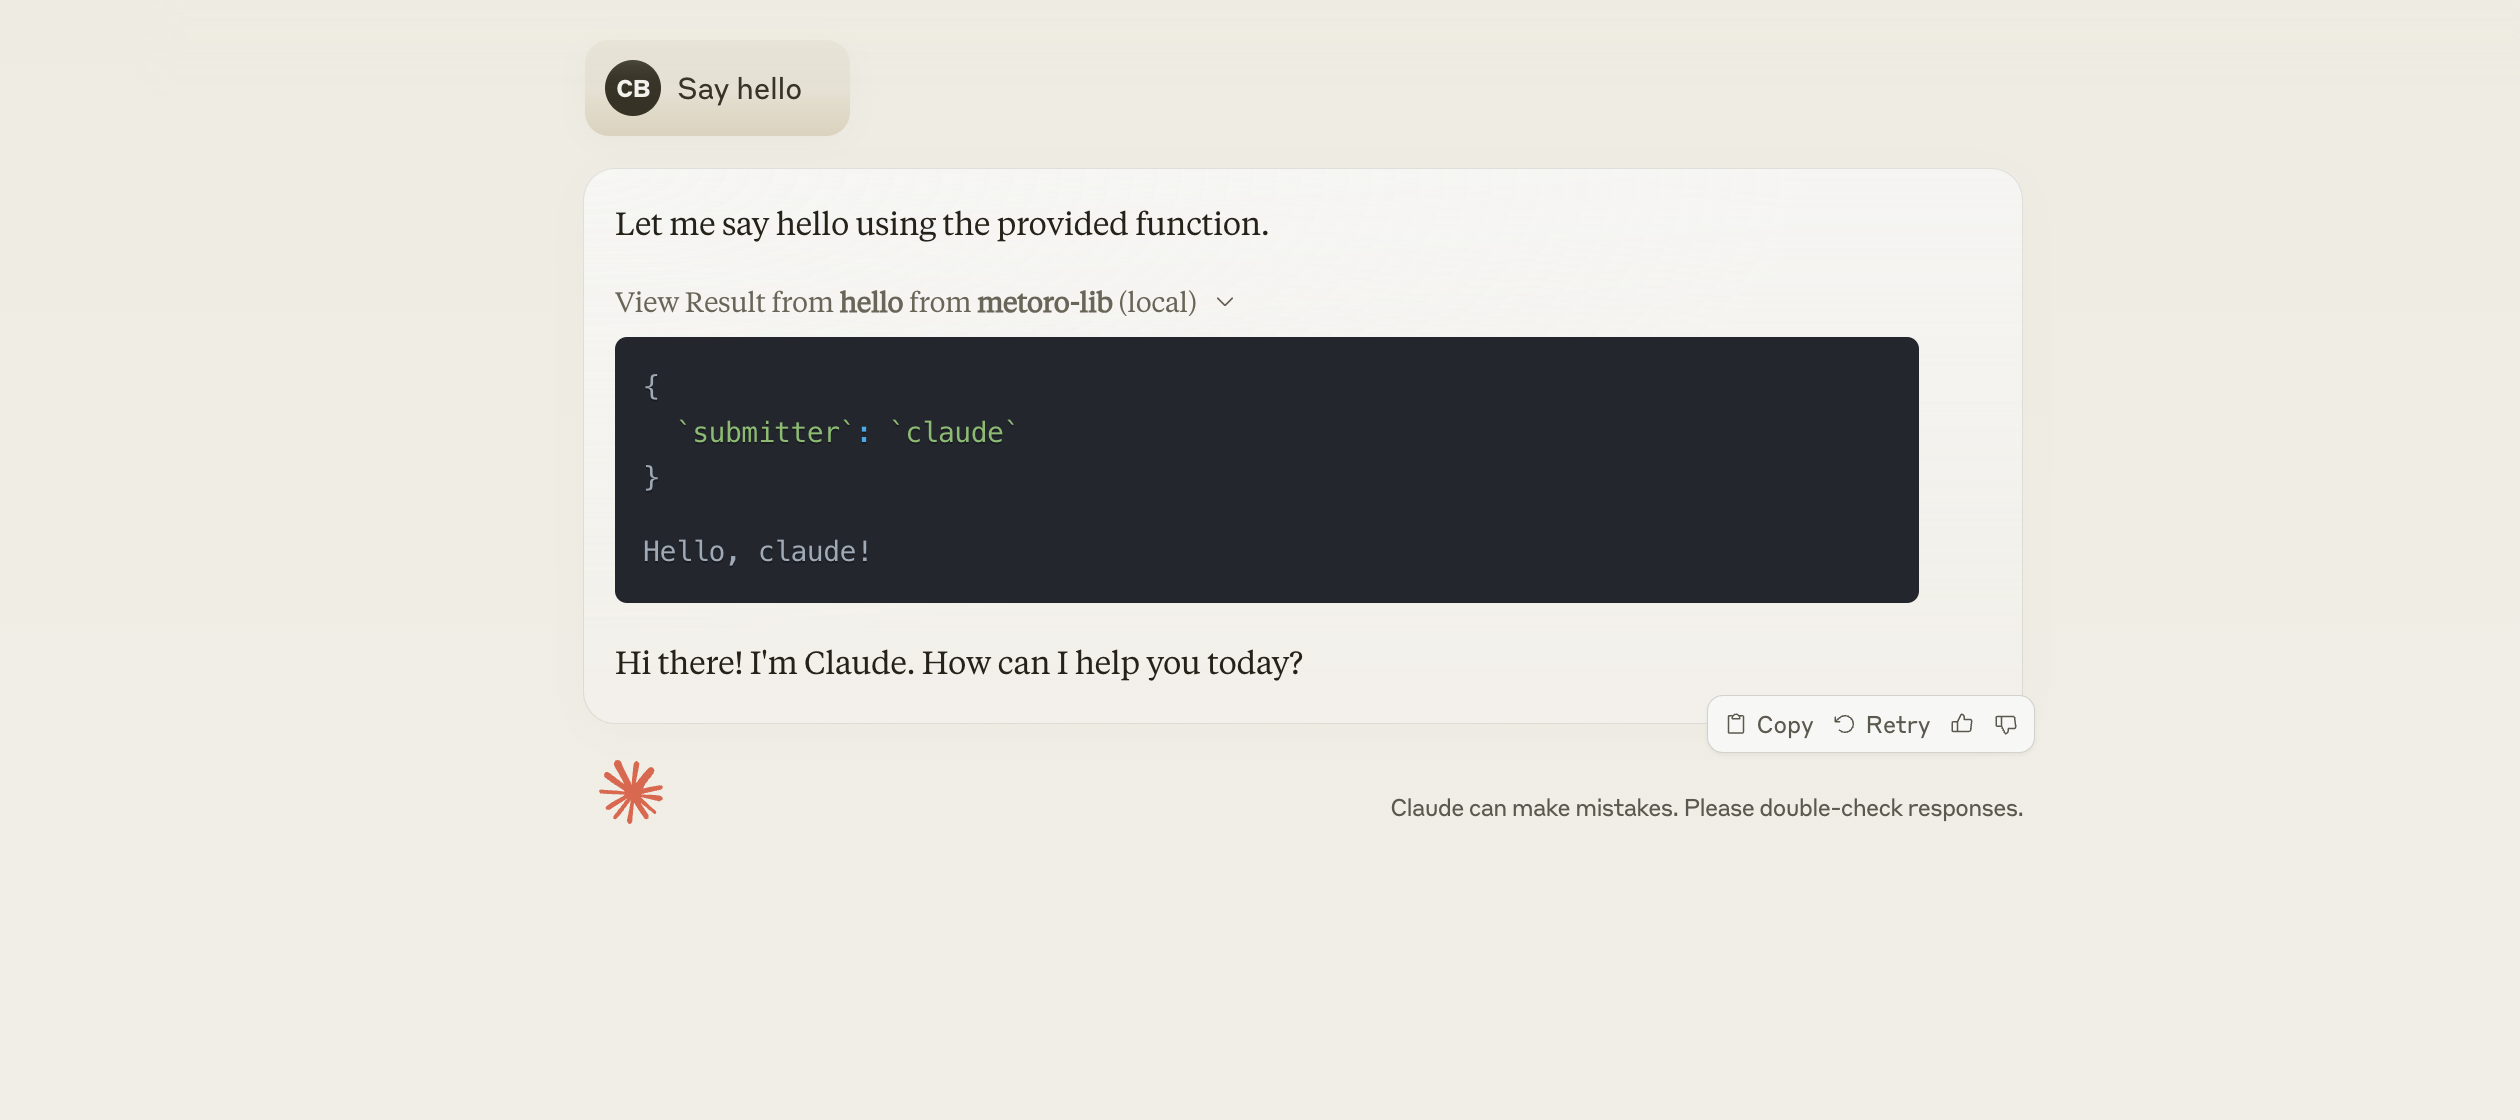 CB Say hello
Let me say hello using the provided function.
View Result from hello from metoro-lib (local)
{
  `submitter`: `claude`
}
Hello, claude!
Hi there! I'm Claude. How can I help you today?
Copy Retry
Claude can make mistakes. Please double-check responses.